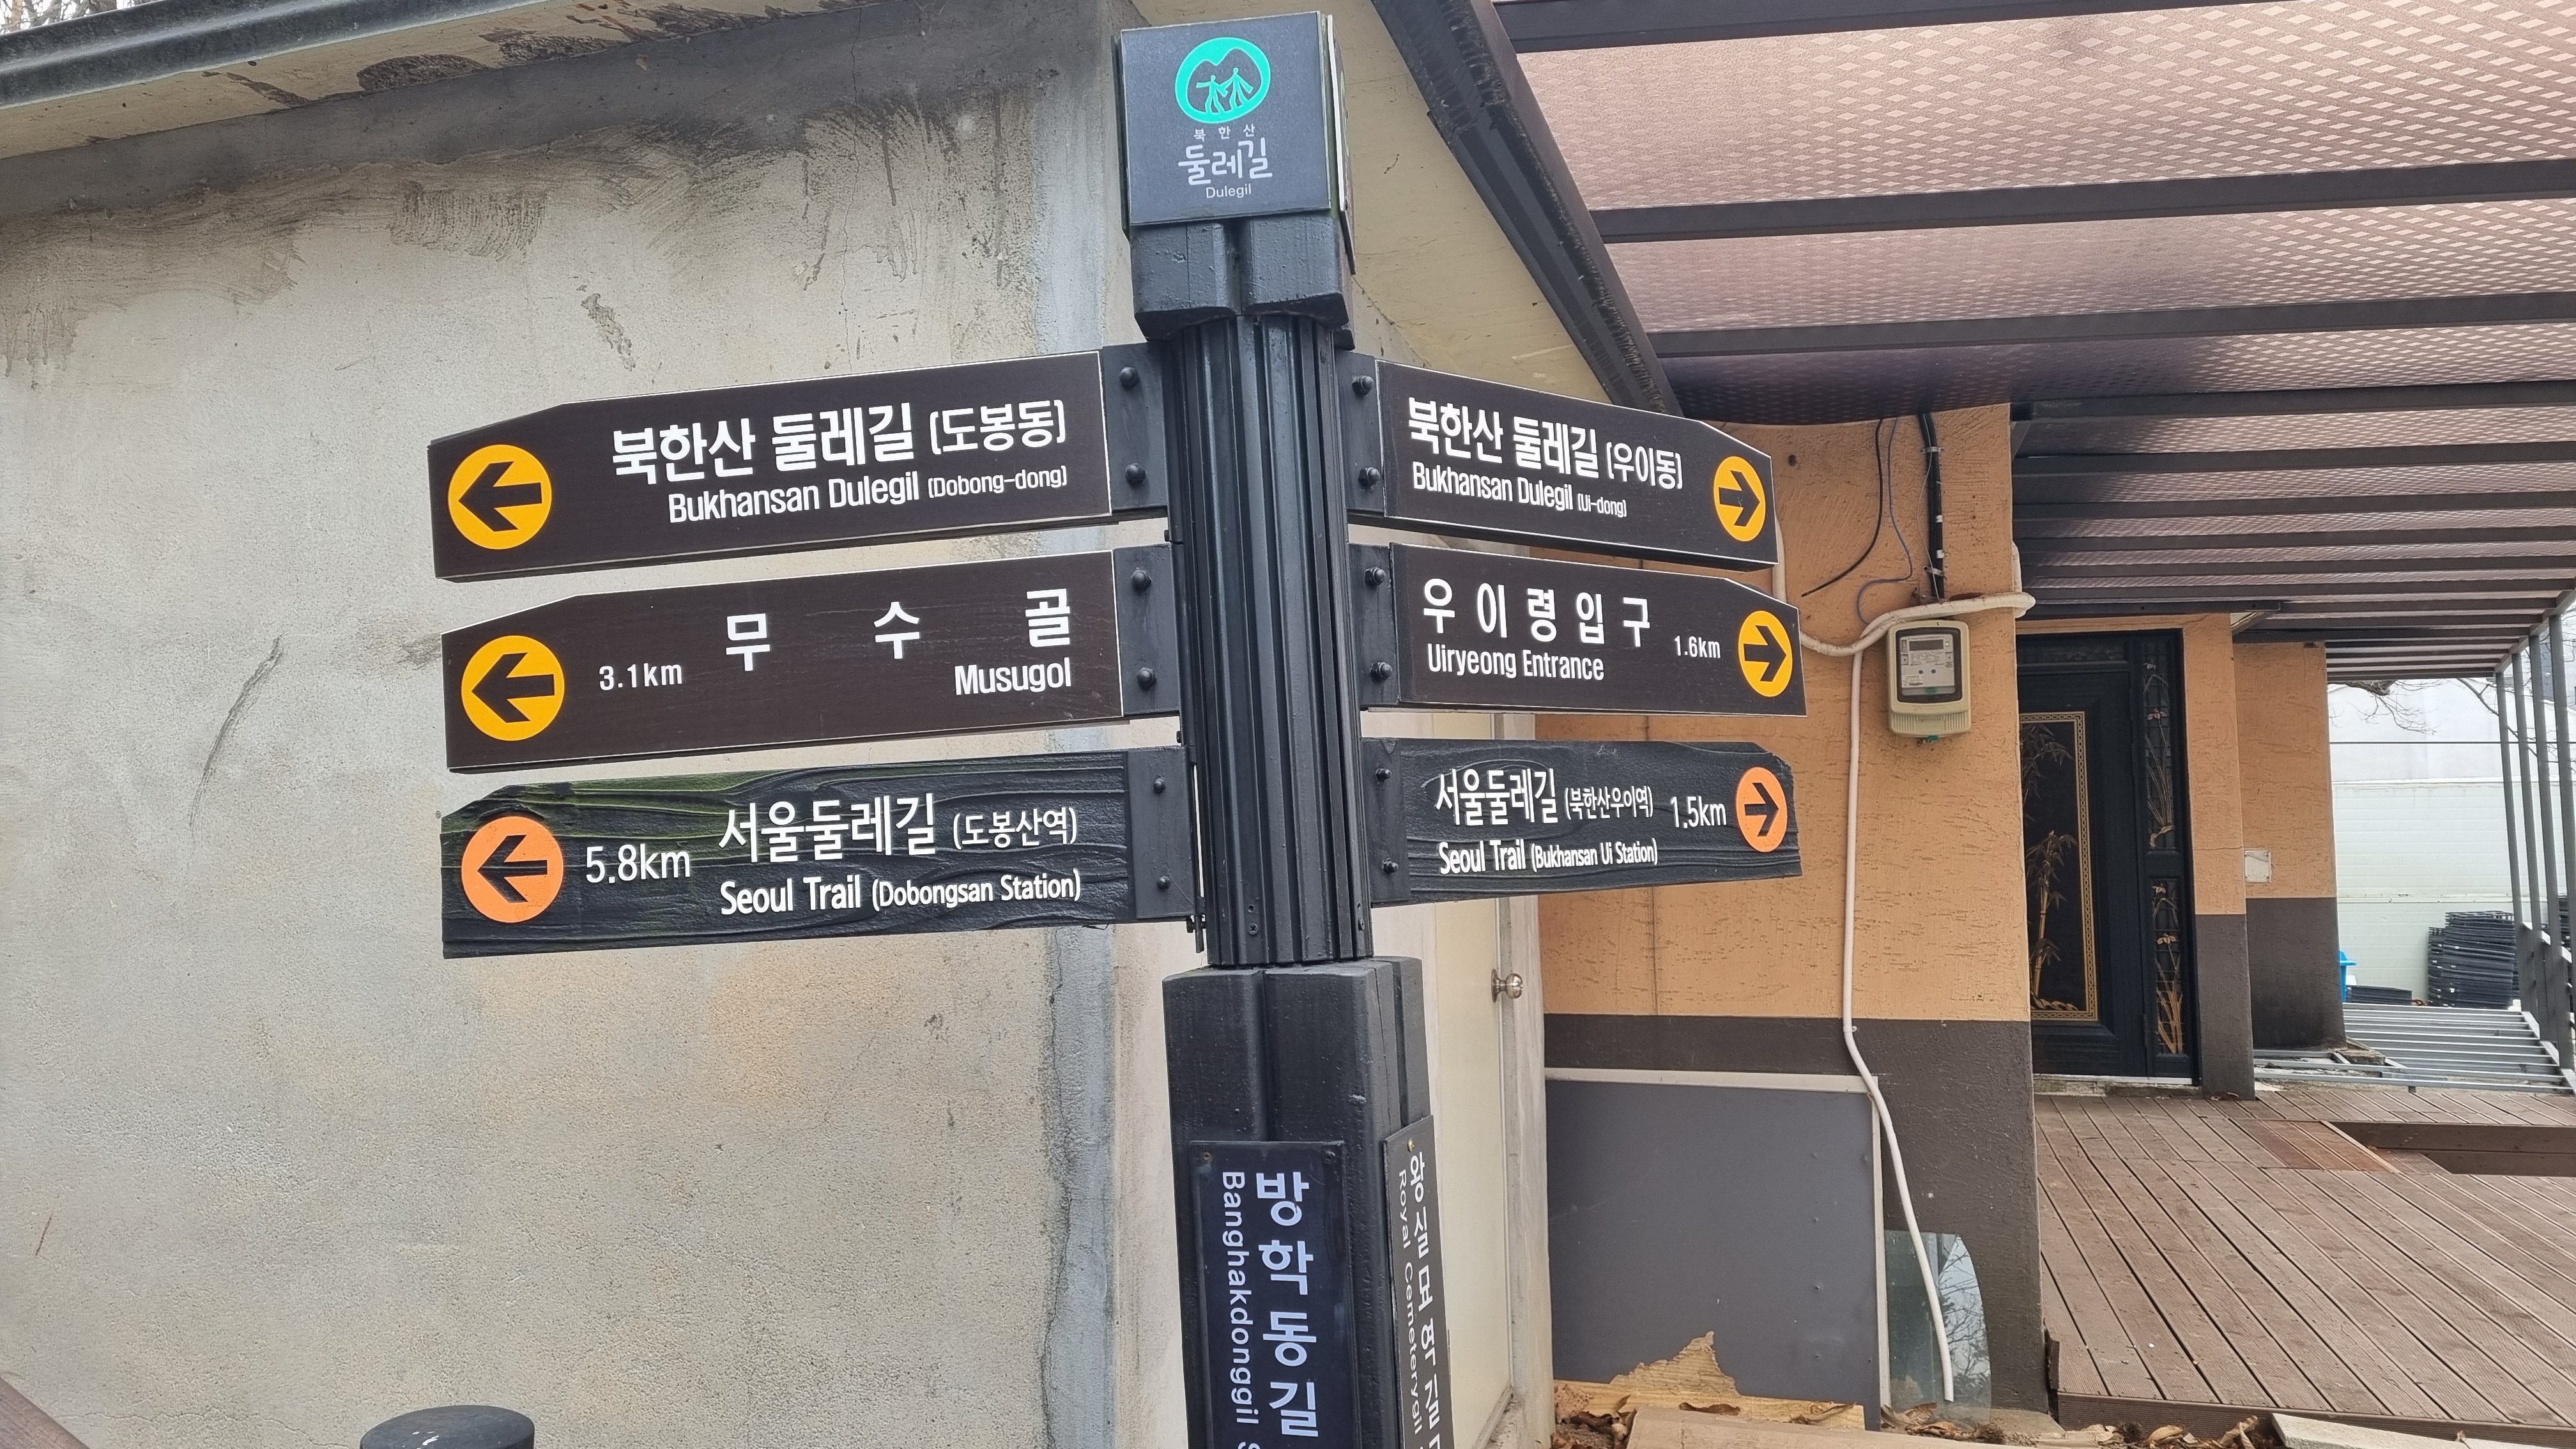 북한산
둘레길
Dulegil
북한산 둘레길 (도봉동)
Bukhansan Dulegil (Dobong-dong)
3.1km 무 수 골
Musugol
5.8km 서울둘레길 (도봉산역)
Seoul Trail (Dobongsan Station)
북한산 둘레길 (우이동)
Bukhansan Dulegil (Ui-dong)
우이령입구 1.6km
Uiryeong Entrance
서울둘레길 (북한산우이역) 1.5km
Seoul Trail (Bukhansan Ui Station)
방학동길
Banghakdonggil
왕실묘역길
Royal Cemeterygil